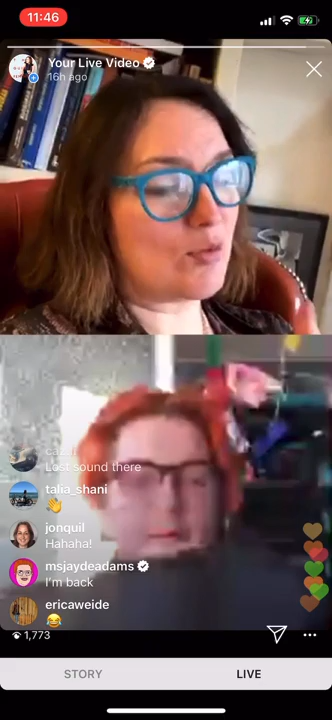 11:46
Your Live Video
16h ago
Lost sound there
talia_shani
👋
jonquil
Hahaha!
msjaydeadams
I'm back
ericaweide
😂
1,773
STORY
LIVE